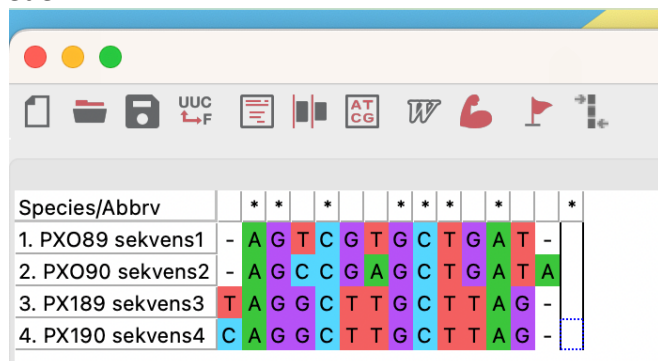 UUC
F
AT
CG
W
Species/Abbrv * * * * * * * *
1. PXO89 sekvens1 - A G T C G T G C T G A T -
2. PXO90 sekvens2 - A G C C G A G C T G A T A
3. PX189 sekvens3 T A G G C T T G C T T A G -
4. PX190 sekvens4 C A G G C T T G C T T A G -